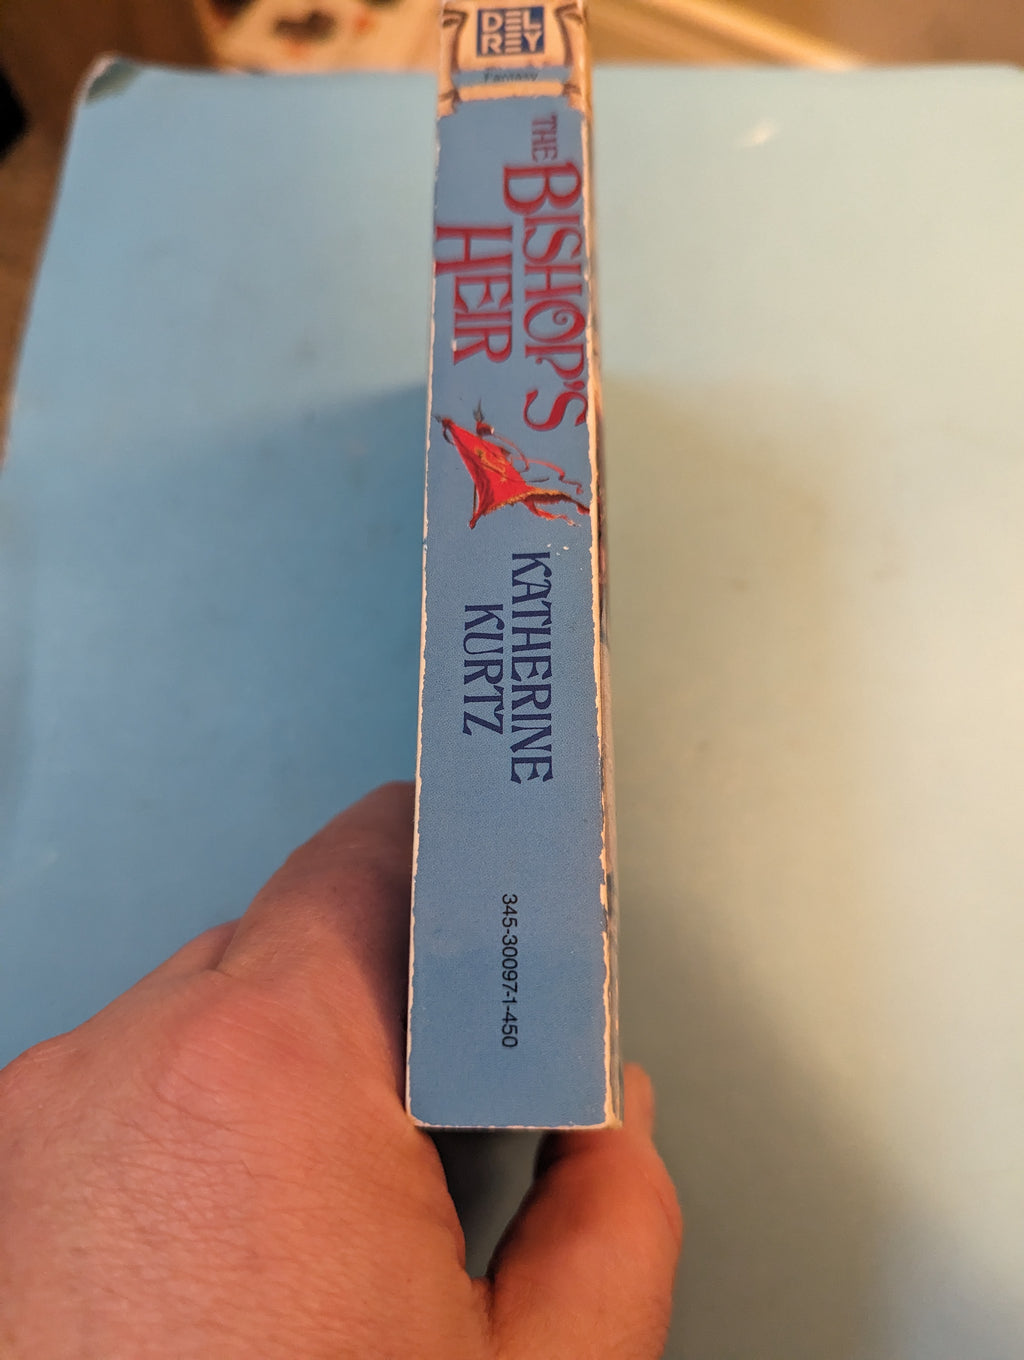 DEL
REY
Fantasy
THE
BISHOP'S
HEIR
KATHERINE
KURTZ
345-30097-1-450